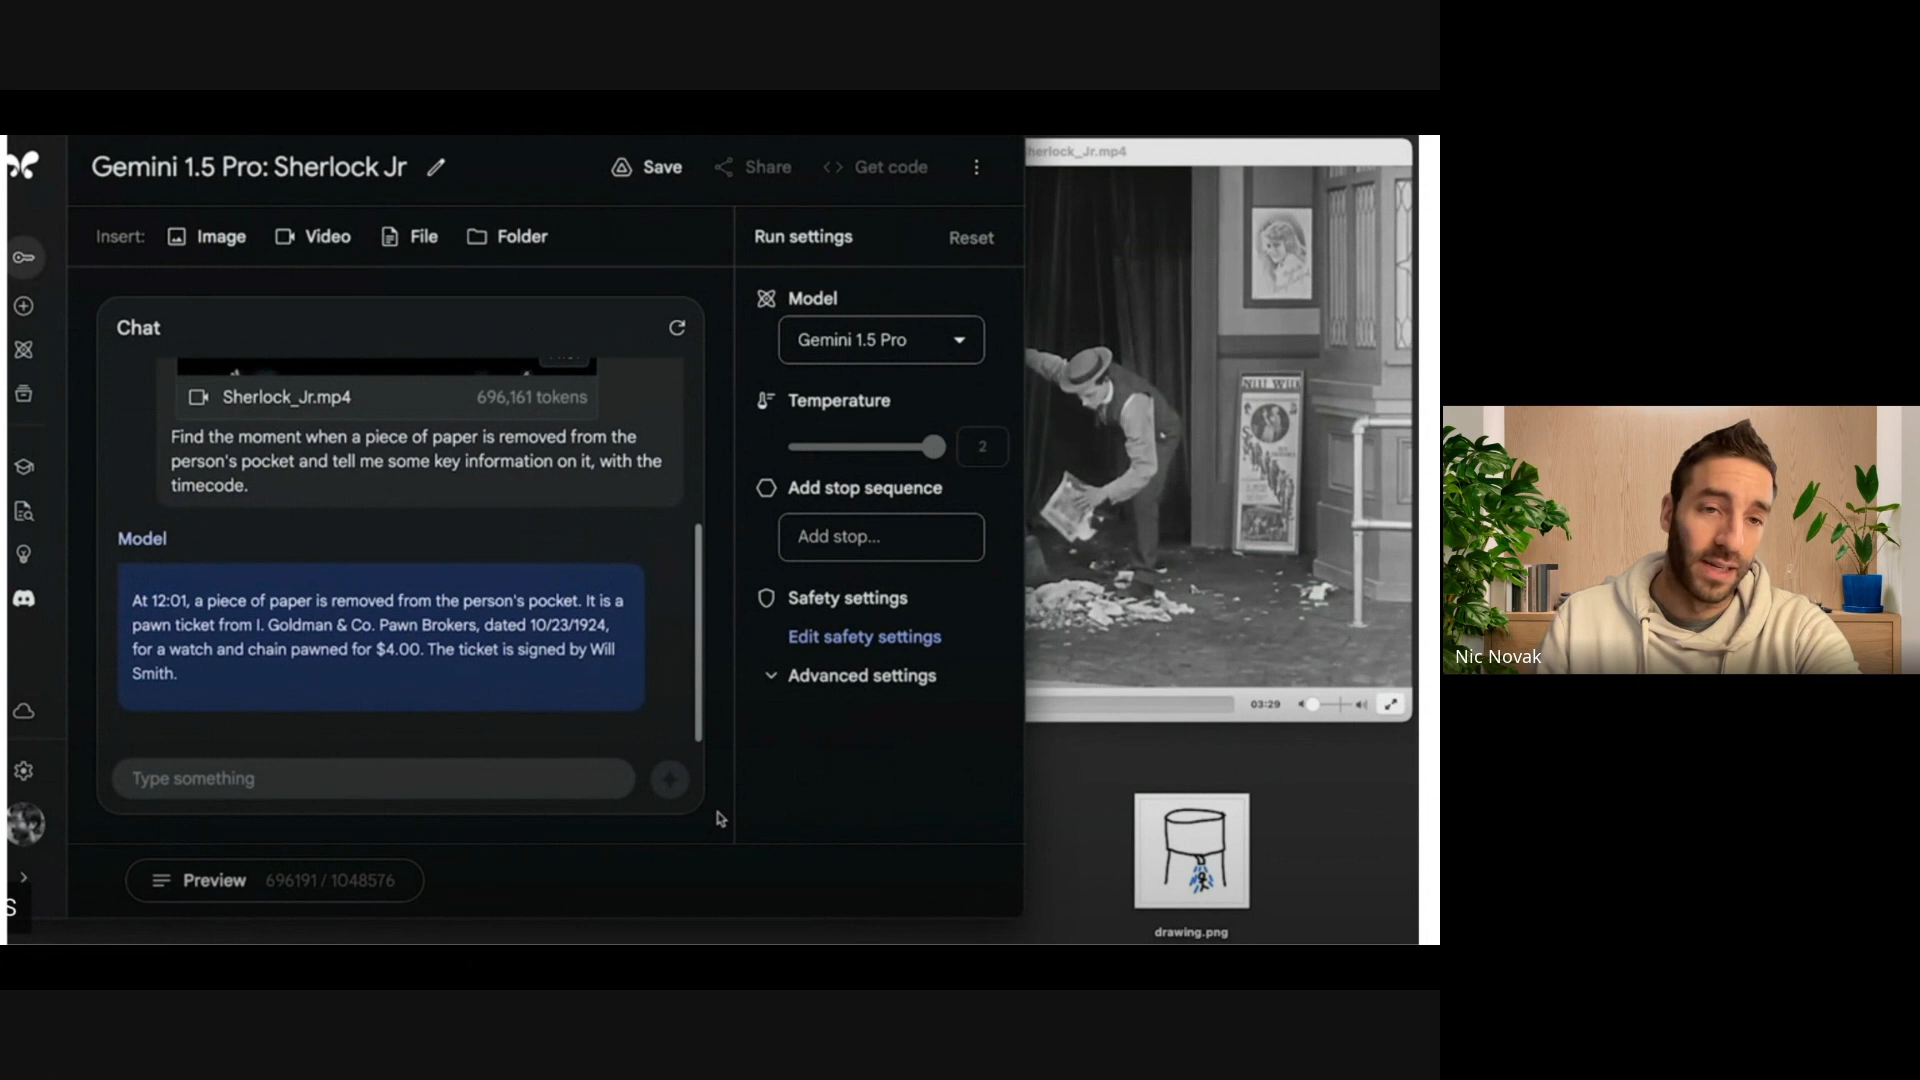 Gemini 1.5 Pro: Sherlock Jr
Save
Share
Get code
Insert:
Image
Video
File
Folder
Run settings
Reset
Chat
Sherlock_Jr.mp4
696,161 tokens
Find the moment when a piece of paper is removed from the
person's pocket and tell me some key information on it, with the
timecode.
Model
At 12:01, a piece of paper is removed from the person's pocket. It is a
pawn ticket from I. Goldman & Co. Pawn Brokers, dated 10/23/1924,
for a watch and chain pawned for $4.00. The ticket is signed by Will
Smith.
Type something
Preview
696191 / 1048576
Model
Gemini 1.5 Pro
Temperature
2
Add stop sequence
Add stop...
Safety settings
Edit safety settings
Advanced settings
herlock_Jr.mp4
03:29
drawing.png
S
Nic Novak